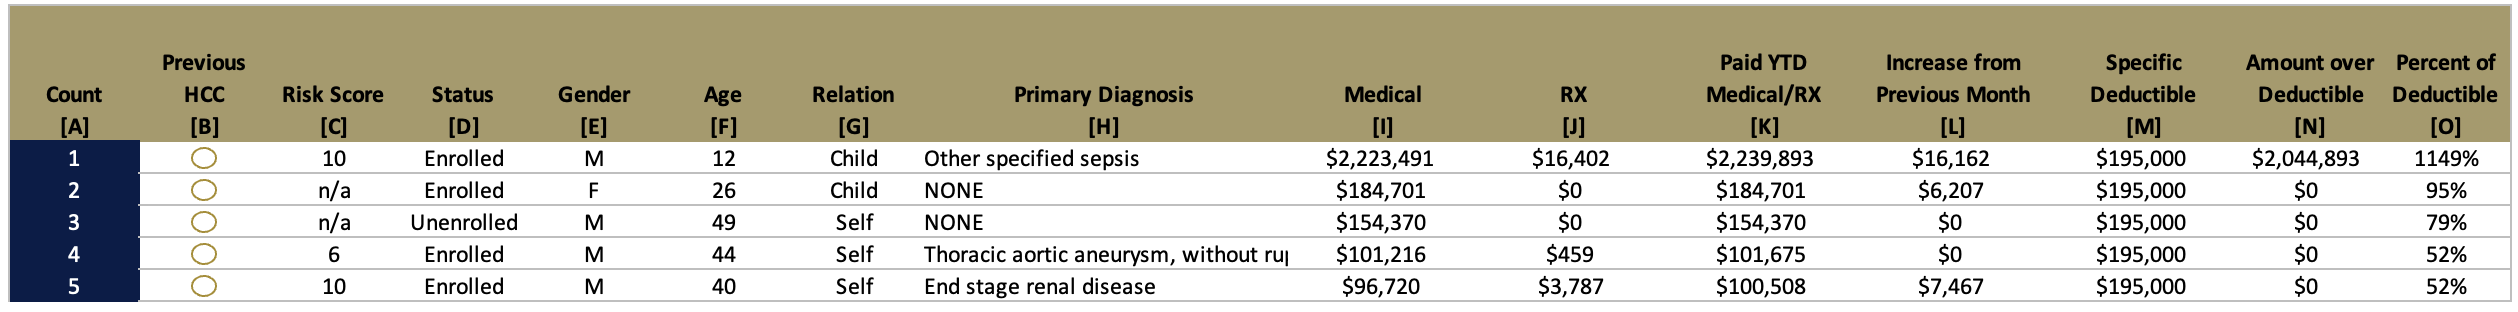 Previous Paid YTD Increase from Specific Amount over Percent of
Count HCC Risk Score Status Gender Age Relation Primary Diagnosis Medical RX Medical/RX Previous Month Deductible Deductible Deductible
[A] [B] [C] [D] [E] [F] [G] [H] [I] [J] [K] [L] [M] [N] [O]
1 10 Enrolled M 12 Child Other specified sepsis $2,223,491 $16,402 $2,239,893 $16,162 $195,000 $2,044,893 1149%
2 n/a Enrolled F 26 Child NONE $184,701 $0 $184,701 $6,207 $195,000 $0 95%
3 n/a Unenrolled M 49 Self NONE $154,370 $0 $154,370 $0 $195,000 $0 79%
4 6 Enrolled M 44 Self Thoracic aortic aneurysm, without rup $101,216 $459 $101,675 $0 $195,000 $0 52%
5 10 Enrolled M 40 Self End stage renal disease $96,720 $3,787 $100,508 $7,467 $195,000 $0 52%